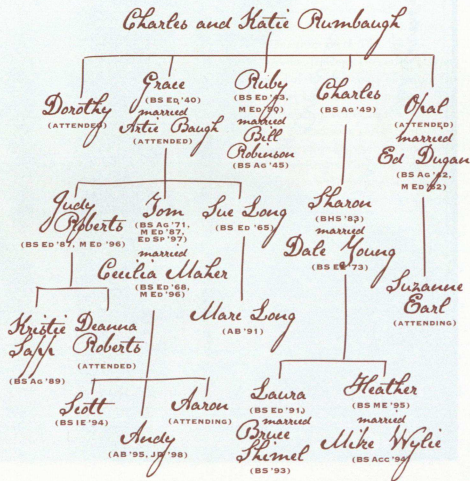 Charles and Katie Rumbaugh
Dorothy
(ATTENDED)
Grace
(BS ED '40)
married
Artie Baugh
(ATTENDED)
Ruby
(BS ED '43,
M ED '50)
married
Bill
Robinson
(BS AG '45)
Charles
(BS AG '49)
Opal
(ATTENDED)
married
Ed Dugan
(BS AG '42,
M ED '52)
Judy
Roberts
(BS ED '87, M ED '96)
Tom
(BS AG '71,
M ED '87,
ED SP '97)
married
Cecilia Maher
(BS ED '68,
M ED '96)
Sue Long
(BS ED '65)
Sharon
(BHS '83)
married
Dale Young
(BS ED '73)
Suzanne
Earl
(ATTENDING)
Kristie
Sapp
(BS AG '89)
Deanna
Roberts
(ATTENDED)
Marc Long
(AB '91)
Scott
(BS IE '94)
Andy
(AB '95, JD '98)
Aaron
(ATTENDING)
Laura
(BS ED '91)
married
Bruce
Shimel
(BS '93)
Heather
(BS ME '95)
married
Mike Wylie
(BS ACC '94)